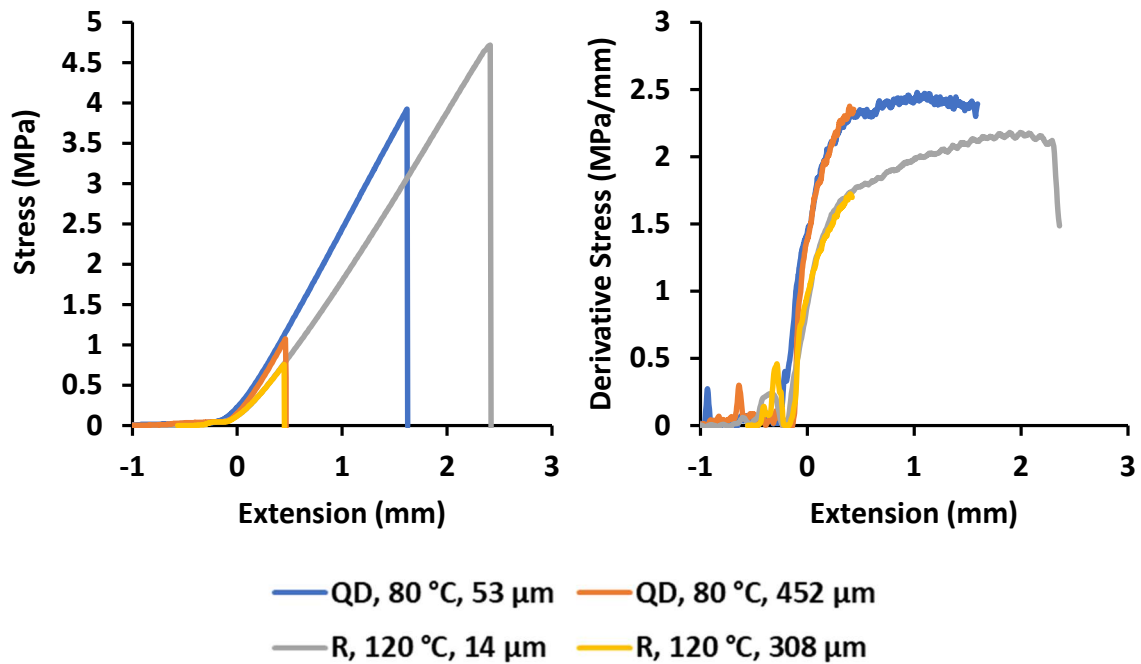 Stress (MPa)
5
4.5
4
3.5
3
2.5
2
1.5
1
0.5
0
-1 0 1 2 3
Extension (mm)
Derivative Stress (MPa/mm)
3
2.5
2
1.5
1
0.5
0
-1 0 1 2 3
Extension (mm)
QD, 80 °C, 53 µm QD, 80 °C, 452 µm
R, 120 °C, 14 µm R, 120 °C, 308 µm